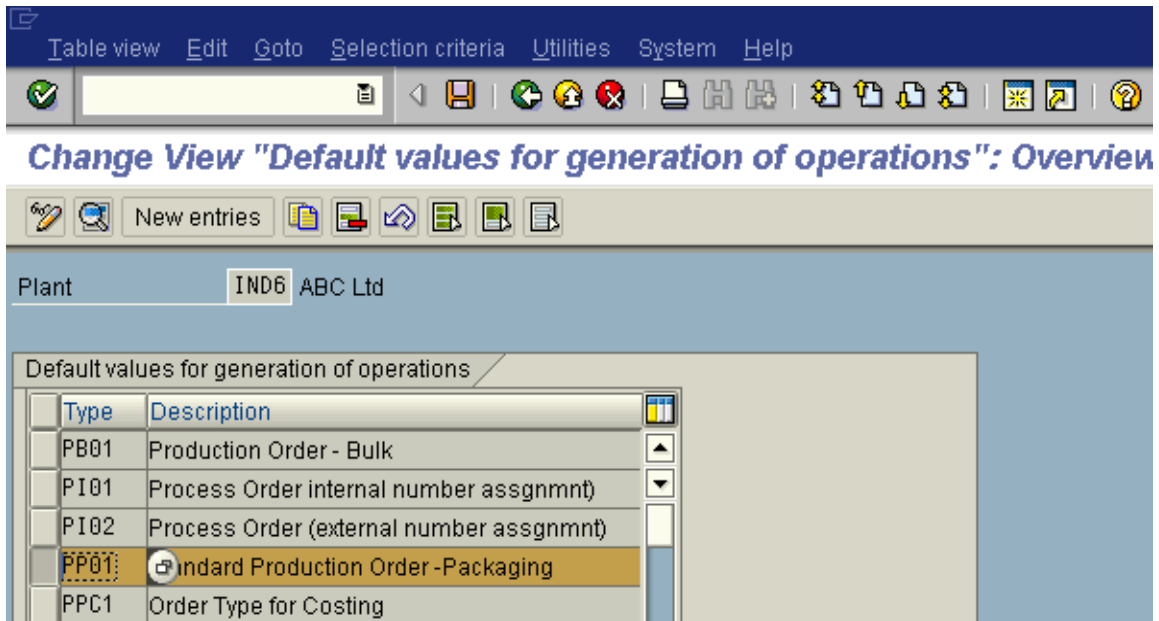 Table view Edit Goto Selection criteria Utilities System Help
Change View "Default values for generation of operations": Overview
New entries
Plant IND6 ABC Ltd
Default values for generation of operations
Type Description
PB01 Production Order - Bulk
PI01 Process Order internal number assgnmnt)
PI02 Process Order (external number assgnmnt)
PP01 ndard Production Order -Packaging
PPC1 Order Type for Costing